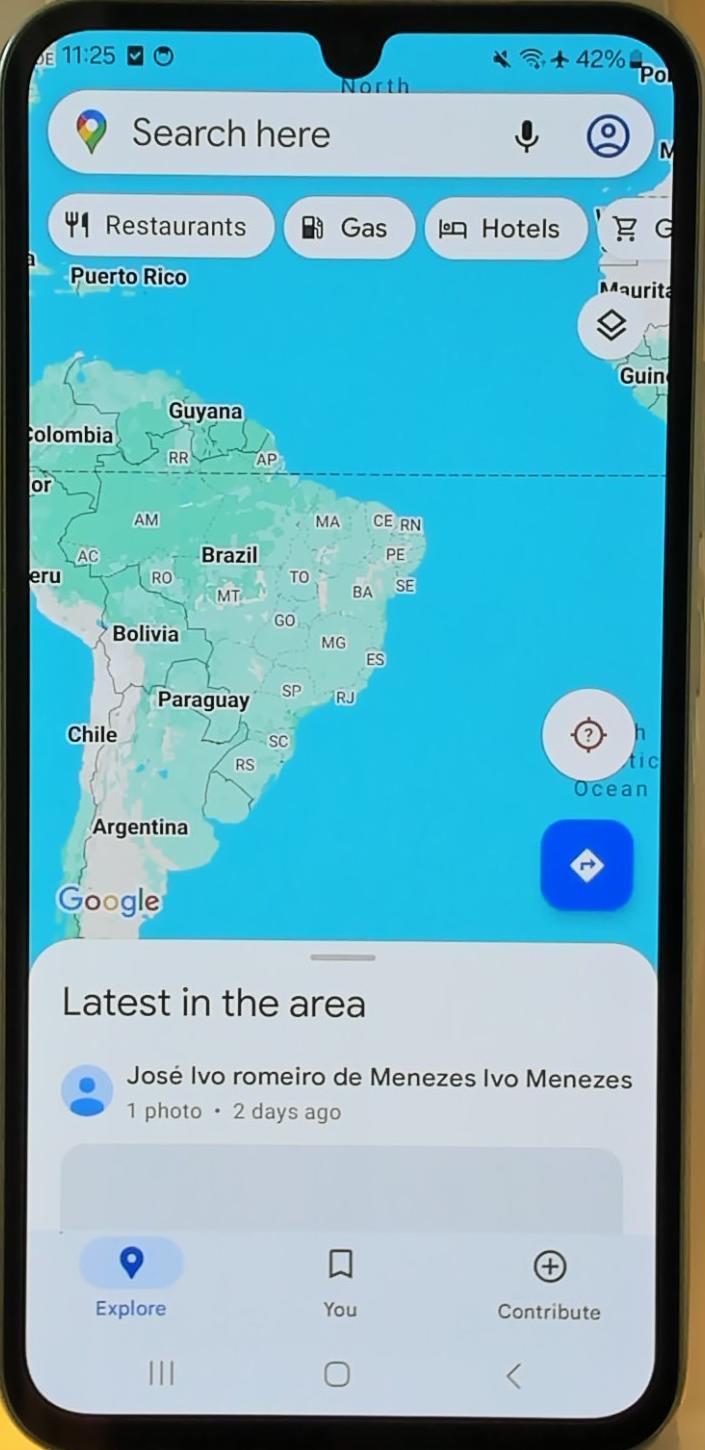 DE 11:25 42%
Por
North
Search here
M
Restaurants Gas Hotels G
a
Puerto Rico
Maurita
Guine
Guyana
Colombia
RR AP
or
AM MA CE RN
AC Brazil PE
eru RO MT TO BA SE
GO
Bolivia MG
ES
Paraguay SP RJ
Chile SC h
RS tic
Ocean
Argentina
Google
Latest in the area
José Ivo romeiro de Menezes Ivo Menezes
1 photo • 2 days ago
Explore You Contribute